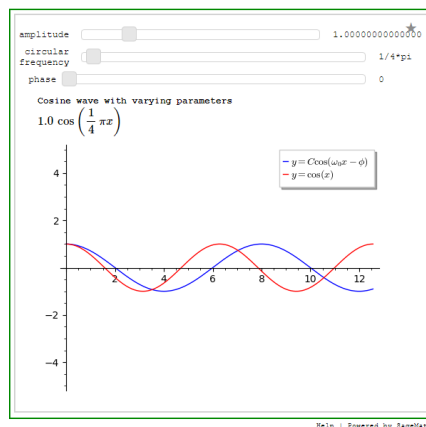 amplitude 1.00000000000000
circular frequency 1/4*pi
phase 0
Cosine wave with varying parameters
1.0 cos(1/4 πx)
y = C cos(ω₀x − ϕ)
y = cos(x)
4
2
2 4 6 8 10 12
−2
−4
Help | Powered by SageMat